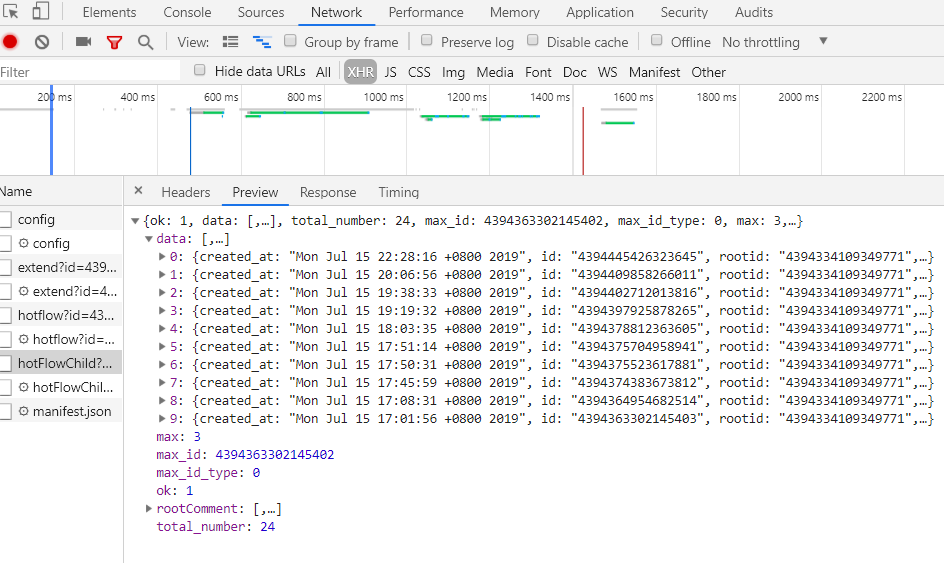 Elements Console Sources Network Performance Memory Application Security Audits
View: Group by frame Preserve log Disable cache Offline No throttling
Filter Hide data URLs All XHR JS CSS Img Media Font Doc WS Manifest Other
200 ms 400 ms 600 ms 800 ms 1000 ms 1200 ms 1400 ms 1600 ms 1800 ms 2000 ms 2200 ms
Name × Headers Preview Response Timing
config
config
extend?id=439...
extend?id=4...
hotflow?id=43...
hotflow?id=...
hotFlowChild?...
hotFlowChil...
manifest.json
{ok: 1, data: [,…], total_number: 24, max_id: 4394363302145402, max_id_type: 0, max: 3,…}
data: [,…]
0: {created_at: "Mon Jul 15 22:28:16 +0800 2019", id: "4394445426323645", rootid: "4394334109349771",…}
1: {created_at: "Mon Jul 15 20:06:56 +0800 2019", id: "4394409858266011", rootid: "4394334109349771",…}
2: {created_at: "Mon Jul 15 19:38:33 +0800 2019", id: "4394402712013816", rootid: "4394334109349771",…}
3: {created_at: "Mon Jul 15 19:19:32 +0800 2019", id: "4394397925878265", rootid: "4394334109349771",…}
4: {created_at: "Mon Jul 15 18:03:35 +0800 2019", id: "4394378812363605", rootid: "4394334109349771",…}
5: {created_at: "Mon Jul 15 17:51:14 +0800 2019", id: "4394375704958941", rootid: "4394334109349771",…}
6: {created_at: "Mon Jul 15 17:50:31 +0800 2019", id: "4394375523617881", rootid: "4394334109349771",…}
7: {created_at: "Mon Jul 15 17:45:59 +0800 2019", id: "4394374383673812", rootid: "4394334109349771",…}
8: {created_at: "Mon Jul 15 17:08:31 +0800 2019", id: "4394364954682514", rootid: "4394334109349771",…}
9: {created_at: "Mon Jul 15 17:01:56 +0800 2019", id: "4394363302145403", rootid: "4394334109349771",…}
max: 3
max_id: 4394363302145402
max_id_type: 0
ok: 1
rootComment: [,…]
total_number: 24